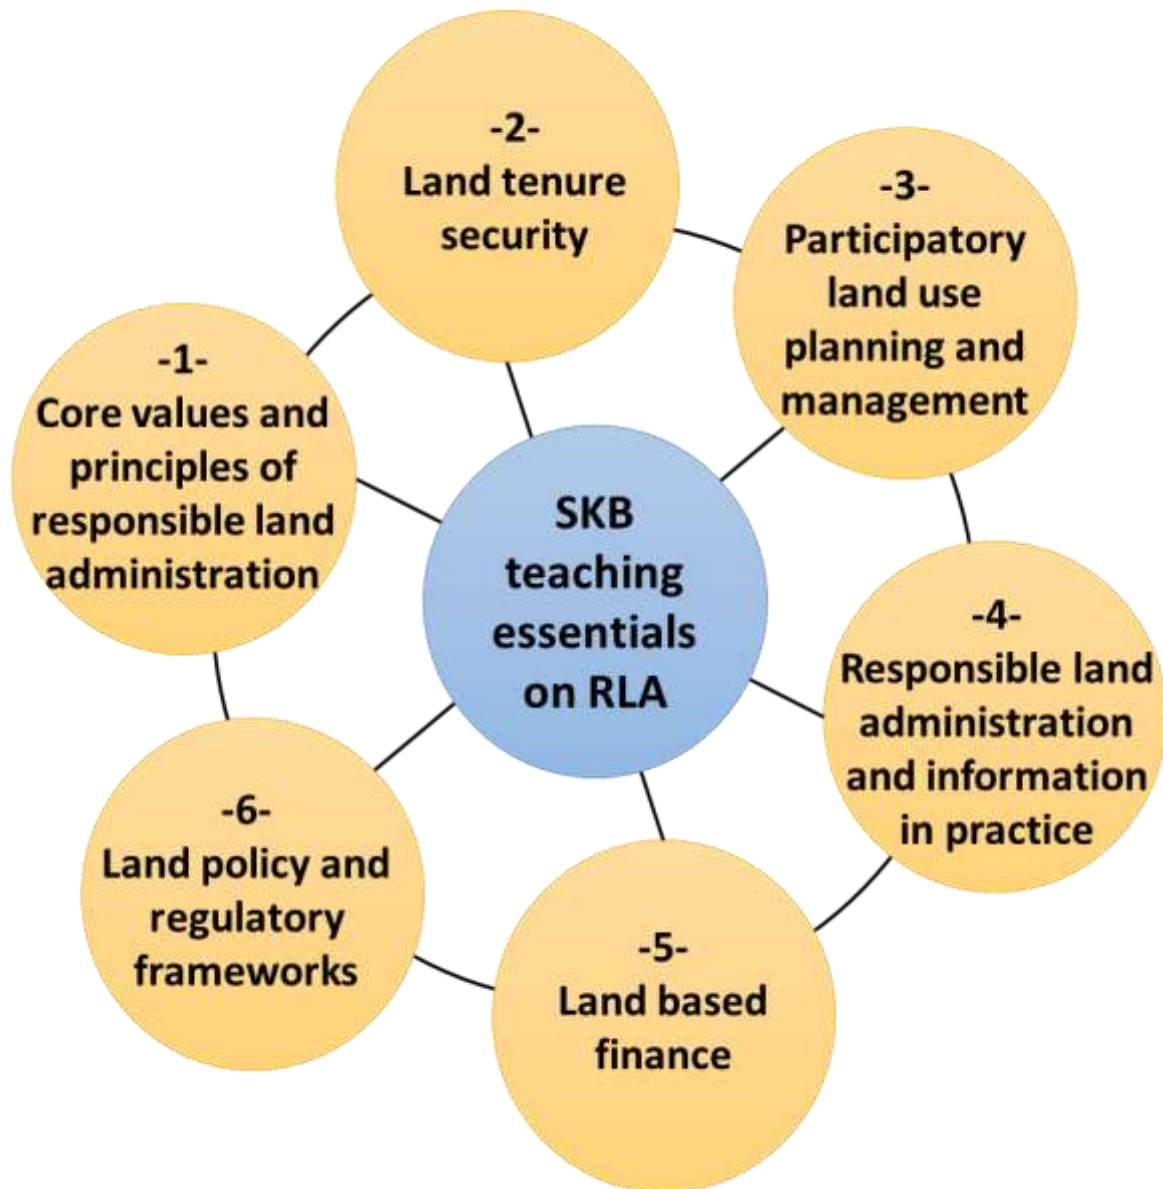 -1-
Core values and
principles of
responsible land
administration
-2-
Land tenure
security
-3-
Participatory
land use
planning and
management
-4-
Responsible land
administration
and information
in practice
-5-
Land based
finance
-6-
Land policy and
regulatory
frameworks
SKB
teaching
essentials
on RLA